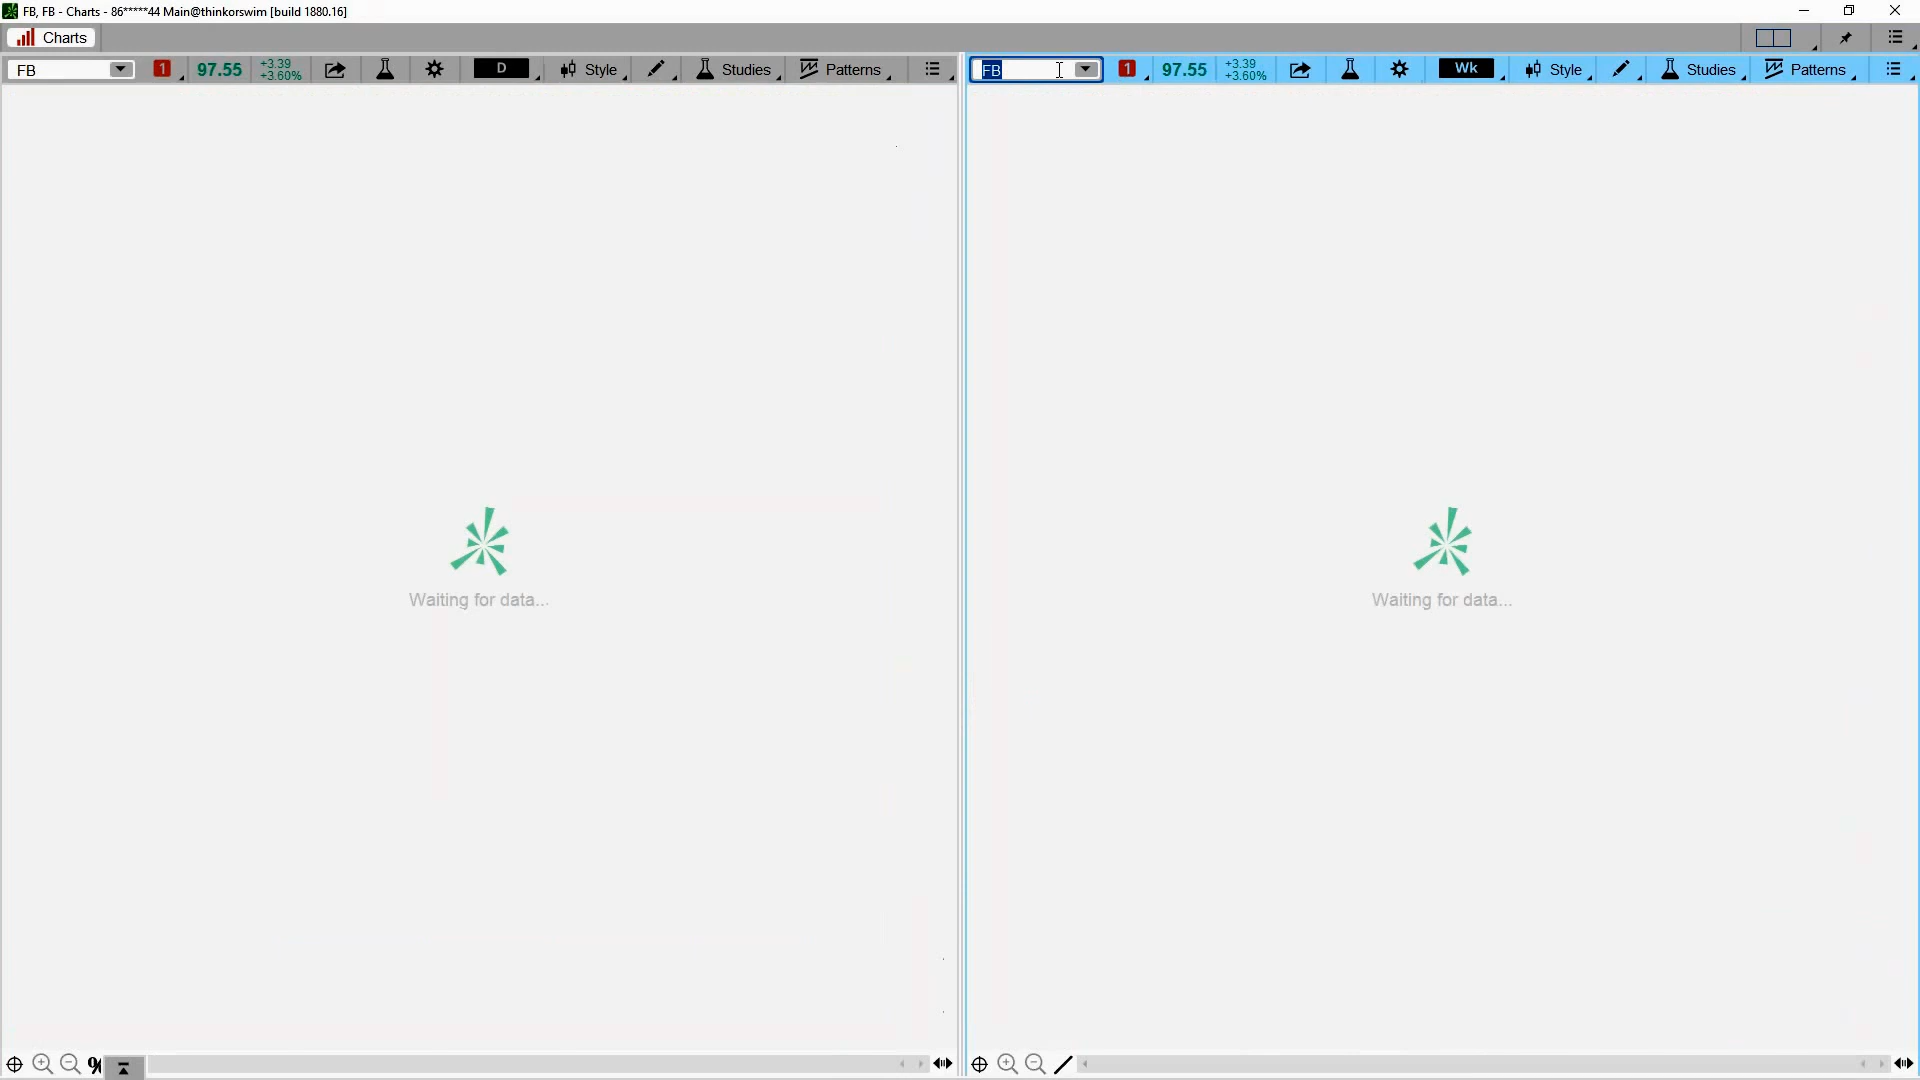 FB, FB - Charts - 86*****44 Main@thinkorswim [build 1880.16]
Charts
FB 1 97.55 +3.39 +3.60% D Style Studies Patterns
FB 1 97.55 +3.39 +3.60% Wk Style Studies Patterns
Waiting for data...
Waiting for data...
%